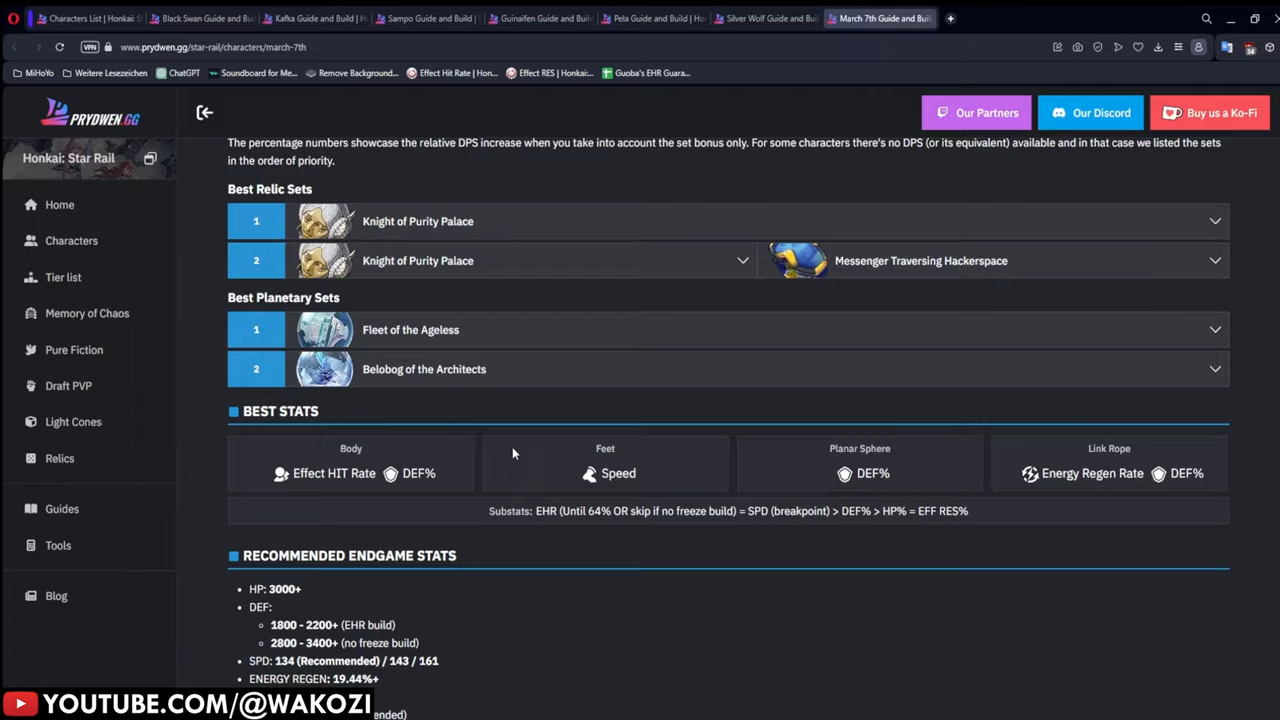 Characters List | Honkai: S
Black Swan Guide and Bu
Kafka Guide and Build | H
Sampo Guide and Build |
Guinaifen Guide and Build
Pela Guide and Build | Hon
Silver Wolf Guide and Buil
March 7th Guide and Buil
VPN
www.prydwen.gg/star-rail/characters/march-7th
MiHoYo
Weitere Lesezeichen
ChatGPT
Soundboard for Me...
Remove Background...
Effect Hit Rate | Hon...
Effect RES | Honkai:...
Guoba's EHR Guara...
PRYDWEN.GG
Our Partners
Our Discord
Buy us a Ko-Fi
Honkai: Star Rail
Home
Characters
Tier list
Memory of Chaos
Pure Fiction
Draft PVP
Light Cones
Relics
Guides
Tools
Blog
The percentage numbers showcase the relative DPS increase when you take into account the set bonus only. For some characters there's no DPS (or its equivalent) available and in that case we listed the sets
in the order of priority.
Best Relic Sets
1 Knight of Purity Palace
2 Knight of Purity Palace Messenger Traversing Hackerspace
Best Planetary Sets
1 Fleet of the Ageless
2 Belobog of the Architects
BEST STATS
Body Feet Planar Sphere Link Rope
Effect HIT Rate DEF% Speed DEF% Energy Regen Rate DEF%
Substats: EHR (Until 64% OR skip if no freeze build) = SPD (breakpoint) > DEF% > HP% = EFF RES%
RECOMMENDED ENDGAME STATS
HP: 3000+
DEF:
1800 - 2200+ (EHR build)
2800 - 3400+ (no freeze build)
SPD: 134 (Recommended) / 143 / 161
ENERGY REGEN: 19.44%+
YOUTUBE.COM/@WAKOZI